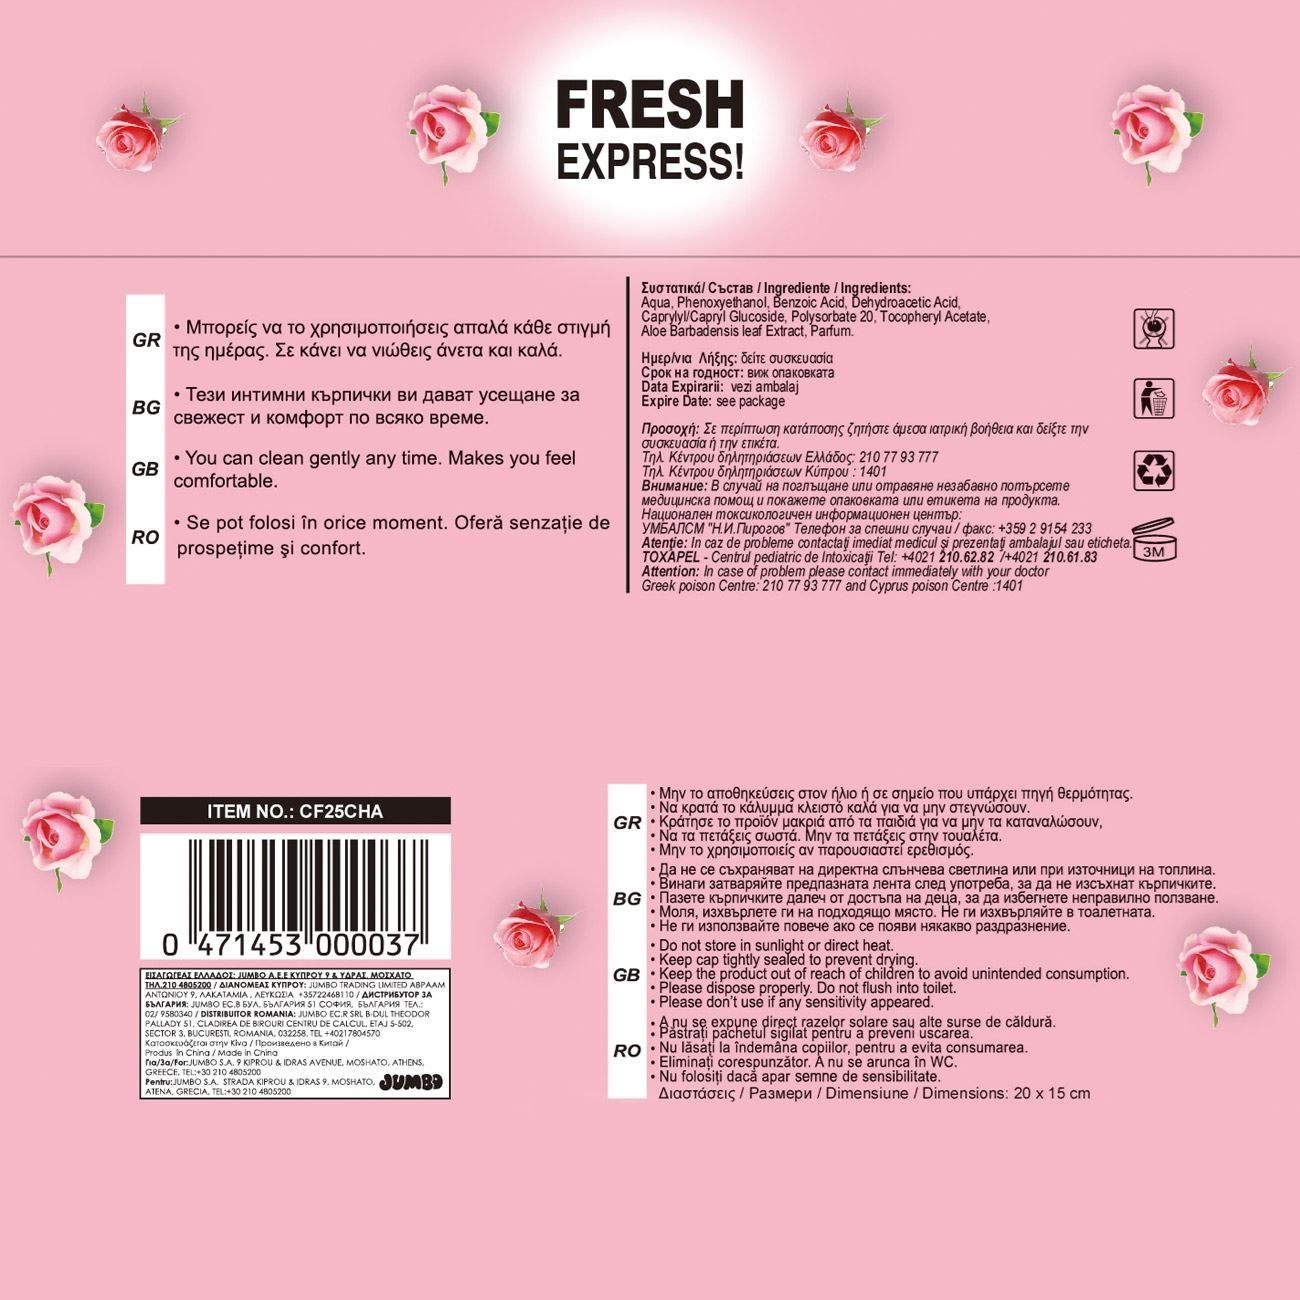 FRESH
EXPRESS!
GR
• Μπορείς να το χρησιμοποιήσεις απαλά κάθε στιγμή
της ημέρας. Σε κάνει να νιώθεις άνετα και καλά.
BG
• Тези интимни кърпички ви дават усещане за
свежест и комфорт по всяко време.
GB
• You can clean gently any time. Makes you feel
comfortable.
RO
• Se pot folosi în orice moment. Oferă senzație de
prospețime şi confort.
Συστατικά/ Състав / Ingrediente / Ingredients:
Aqua, Phenoxyethanol, Benzoic Acid, Dehydroacetic Acid,
Caprylyl/Capryl Glucoside, Polysorbate 20, Tocopheryl Acetate,
Aloe Barbadensis leaf Extract, Parfum.
Ημερ/νια Λήξης: δείτε συσκευασία
Срок на годност: виж опаковката
Data Expirarii: vezi ambalaj
Expire Date: see package
Προσοχή: Σε περίπτωση κατάποσης ζητήστε άμεσα ιατρική βοήθεια και δείξτε την
συσκευασία ή την ετικέτα.
Τηλ. Κέντρου δηλητηριάσεων Ελλάδος: 210 77 93 777
Τηλ. Κέντρου δηλητηριάσεων Κύπρου : 1401
Внимание: В случай на поглъщане или отравяне незабавно потърсете
медицинска помощ и покажете опаковката или етикета на продукта.
Национален токсикологичен информационен център:
УМБАЛСМ "Н.И.Пирогов" Телефон за спешни случаи / факс: +359 2 9154 233
Atenţie: In caz de probleme contactaţi imediat medicul şi prezentaţi ambalajul sau eticheta.
TOXAPEL - Centrul pediatric de Intoxicaţii Tel: +4021 210.62.82 /+4021 210.61.83
Attention: In case of problem please contact immediately with your doctor
Greek poison Centre: 210 77 93 777 and Cyprus poison Centre :1401
3M
ITEM NO.: CF25CHA
0 471453 000037
ΕΙΣΑΓΩΓΕΑΣ ΕΛΛΑΔΟΣ: JUMBO A.E.E ΚΥΠΡΟΥ 9 & ΥΔΡΑΣ, ΜΟΣΧΑΤΟ
ΤΗΛ.210 4805200 / ΔΙΑΝΟΜΕΑΣ ΚΥΠΡΟΥ: JUMBO TRADING LIMITED ΑΒΡΑΑΜ
ΑΝΤΩΝΙΟΥ 9, ΛΑΚΑΤΑΜΙΑ , ΛΕΥΚΩΣΙΑ +35722468110 / ДИСТРИБУТОР ЗА
БЪЛГАРИЯ: JUMBO EC.B БУЛ. БЪЛГАРИЯ 51 СОФИЯ, БЪЛГАРИЯ ТЕЛ.:
02/ 9580340 / DISTRIBUITOR ROMANIA: JUMBO EC.R SRL B-DUL THEODOR
PALLADY 51, CLADIREA DE BIROURI CENTRU DE CALCUL, ETAJ 5-502,
SECTOR 3, BUCURESTI, ROMANIA, 032258. TEL +40217804570
Κατασκευάζεται στην Κίνα / Произведено в Китай /
Produs în China / Made in China
Για/За/For:JUMBO S.A. 9 KIPROU & IDRAS AVENUE, MOSHATO, ATHENS,
GREECE, TEL:+30 210 4805200
Pentru:JUMBO S.A. STRADA KIPROU & IDRAS 9, MOSHATO,
ATENA, GRECIA, TEL:+30 210 4805200
JUMBO
GR
• Μην το αποθηκεύσεις στον ήλιο ή σε σημείο που υπάρχει πηγή θερμότητας.
• Να κρατά το κάλυμμα κλειστό καλά για να μην στεγνώσουν.
• Κράτησε το προϊόν μακριά από τα παιδιά για να μην τα καταναλώσουν,
• Να τα πετάξεις σωστά. Μην τα πετάξεις στην τουαλέτα.
• Μην το χρησιμοποιείς αν παρουσιαστεί ερεθισμός.
BG
• Да не се съхраняват на директна слънчева светлина или при източници на топлина.
• Винаги затваряйте предпазната лента след употреба, за да не изсъхнат кърпичките.
• Пазете кърпичките далеч от достъпа на деца, за да избегнете неправилно ползване.
• Моля, изхвърлете ги на подходящо място. Не ги изхвърляйте в тоалетната.
• Не ги използвайте повече ако се появи някакво раздразнение.
GB
• Do not store in sunlight or direct heat.
• Keep cap tightly sealed to prevent drying.
• Keep the product out of reach of children to avoid unintended consumption.
• Please dispose properly. Do not flush into toilet.
• Please don't use if any sensitivity appeared.
RO
• A nu se expune direct razelor solare sau alte surse de căldură.
• Păstrați pachetul sigilat pentru a preveni uscarea.
• Nu lăsați la îndemâna copiilor, pentru a evita consumarea.
• Eliminați corespunzător. A nu se arunca în WC.
• Nu folosiți dacă apar semne de sensibilitate.
Διαστάσεις / Размери / Dimensiune / Dimensions: 20 x 15 cm